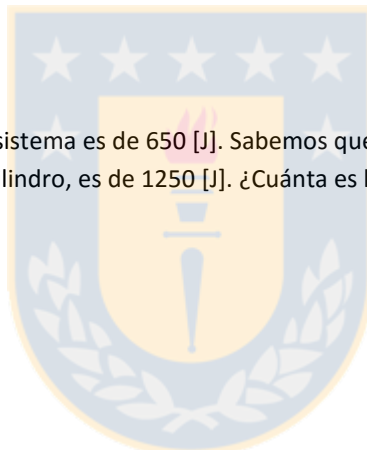 sistema es de 650 [J]. Sabemos que
lindro, es de 1250 [J]. ¿Cuánta es l